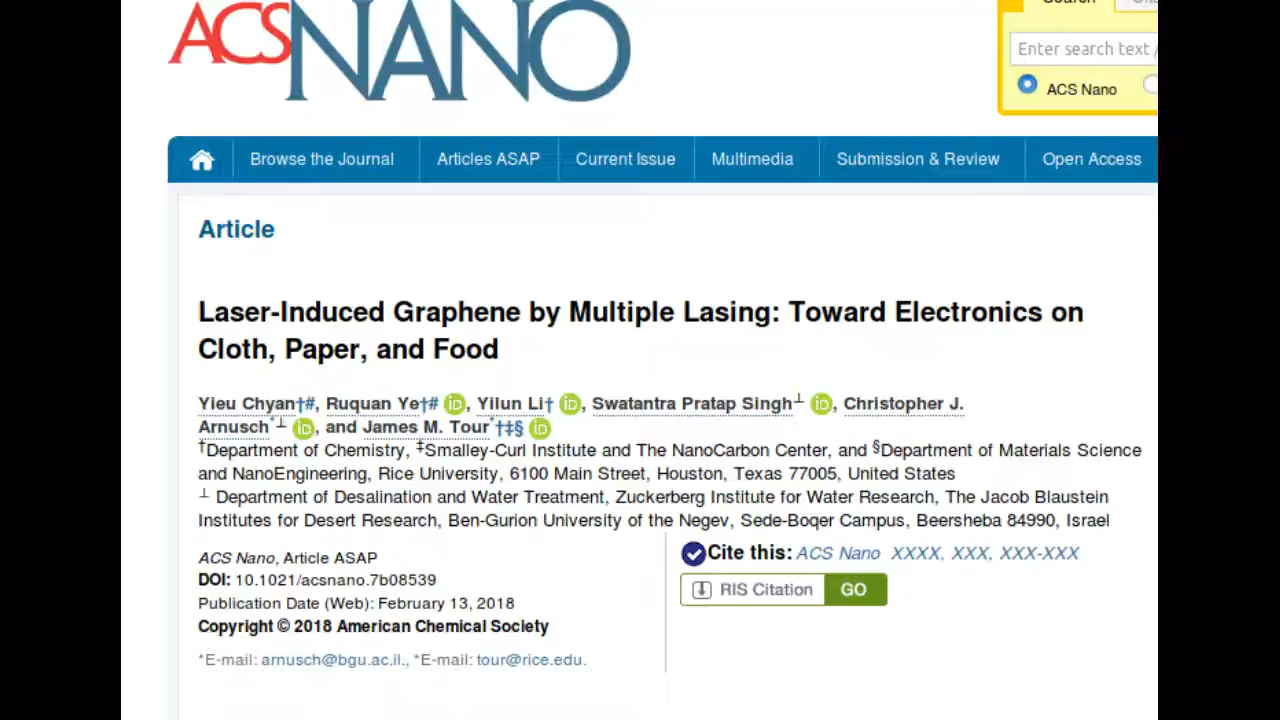 ACS NANO
Search
Enter search text /
ACS Nano
Browse the Journal
Articles ASAP
Current Issue
Multimedia
Submission & Review
Open Access
Article
Laser-Induced Graphene by Multiple Lasing: Toward Electronics on
Cloth, Paper, and Food
Yieu Chyan†#, Ruquan Ye†# iD, Yilun Li† iD, Swatantra Pratap Singh⊥ iD, Christopher J.
Arnusch*⊥ iD, and James M. Tour*†‡§ iD
†Department of Chemistry, ‡Smalley-Curl Institute and The NanoCarbon Center, and §Department of Materials Science
and NanoEngineering, Rice University, 6100 Main Street, Houston, Texas 77005, United States
⊥ Department of Desalination and Water Treatment, Zuckerberg Institute for Water Research, The Jacob Blaustein
Institutes for Desert Research, Ben-Gurion University of the Negev, Sede-Boqer Campus, Beersheba 84990, Israel
ACS Nano, Article ASAP
DOI: 10.1021/acsnano.7b08539
Publication Date (Web): February 13, 2018
Copyright © 2018 American Chemical Society
*E-mail: arnusch@bgu.ac.il., *E-mail: tour@rice.edu.
Cite this: ACS Nano XXXX, XXX, XXX-XXX
RIS Citation GO